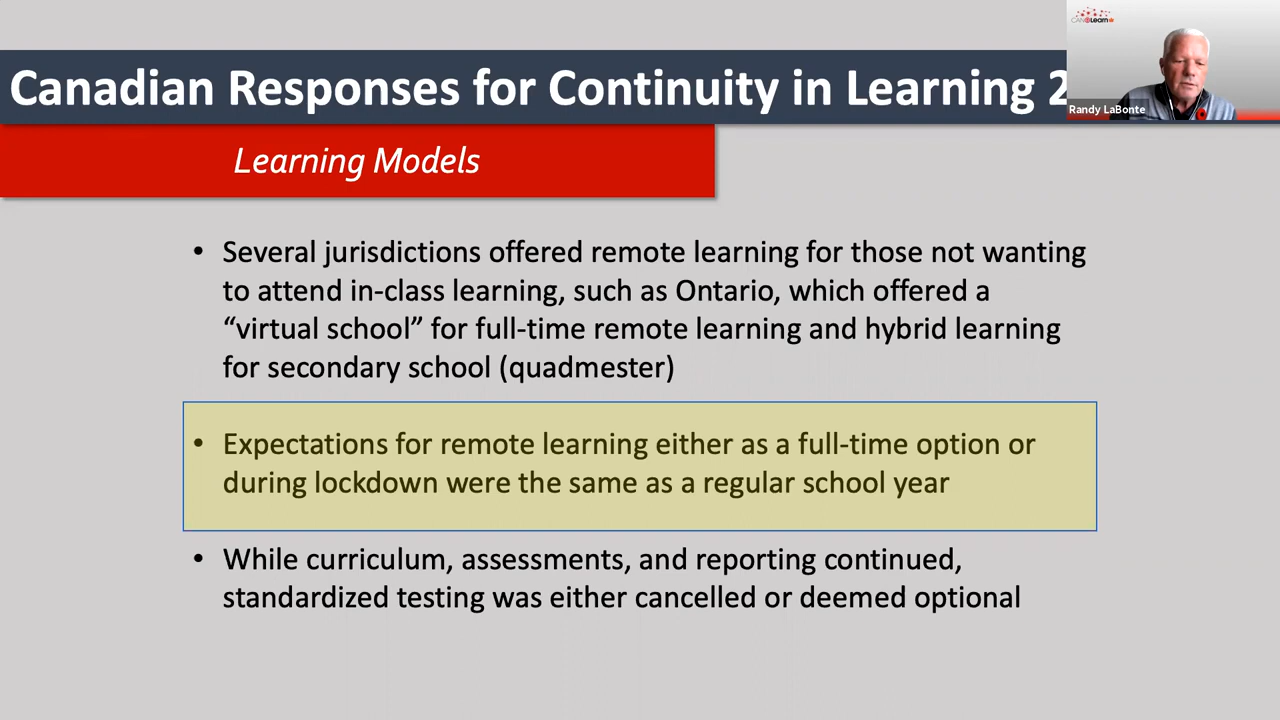 CAN eLearn
Canadian Responses for Continuity in Learning 2
Randy LaBonte
Learning Models
• Several jurisdictions offered remote learning for those not wanting
to attend in-class learning, such as Ontario, which offered a
“virtual school” for full-time remote learning and hybrid learning
for secondary school (quadmester)
• Expectations for remote learning either as a full-time option or
during lockdown were the same as a regular school year
• While curriculum, assessments, and reporting continued,
standardized testing was either cancelled or deemed optional